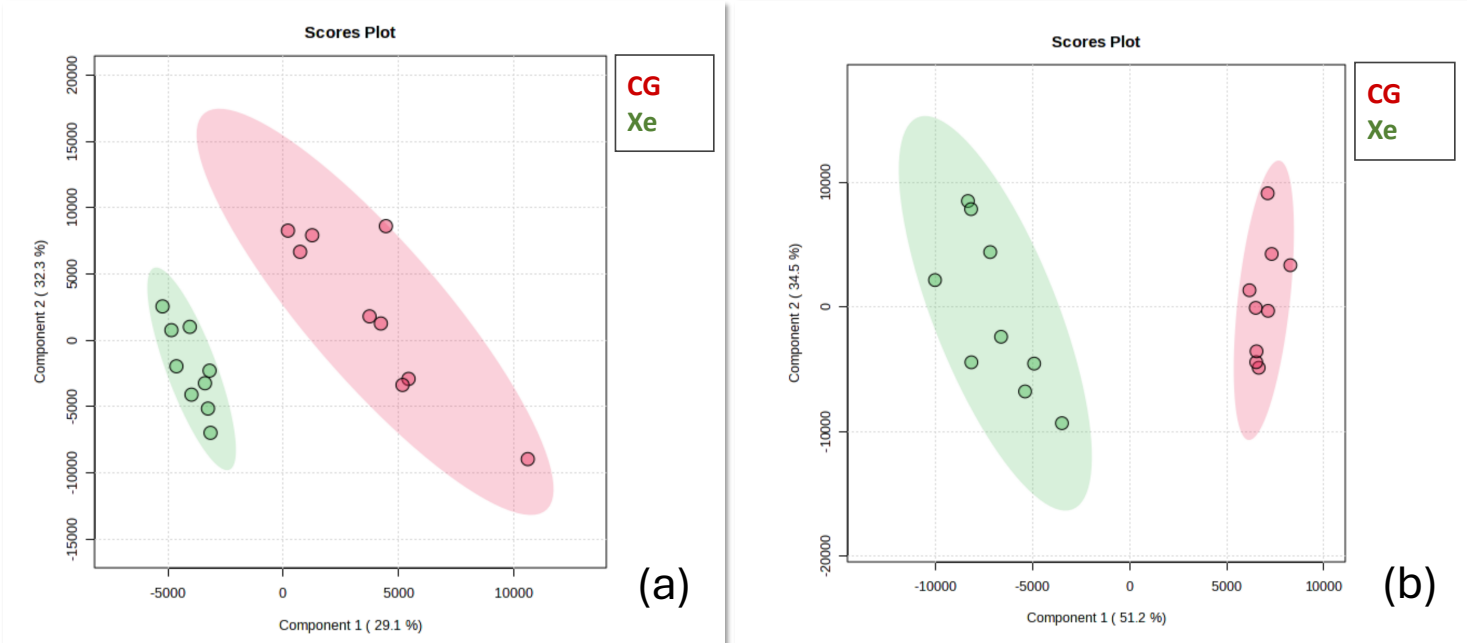 Scores Plot
CG
Xe
20000
15000
10000
5000
0
-5000
-10000
-15000
Component 2 ( 32.3 %)
-5000
0
5000
10000
Component 1 ( 29.1 %)
(a)
Scores Plot
CG
Xe
10000
0
-10000
-20000
Component 2 ( 34.5 %)
-10000
-5000
0
5000
10000
Component 1 ( 51.2 %)
(b)